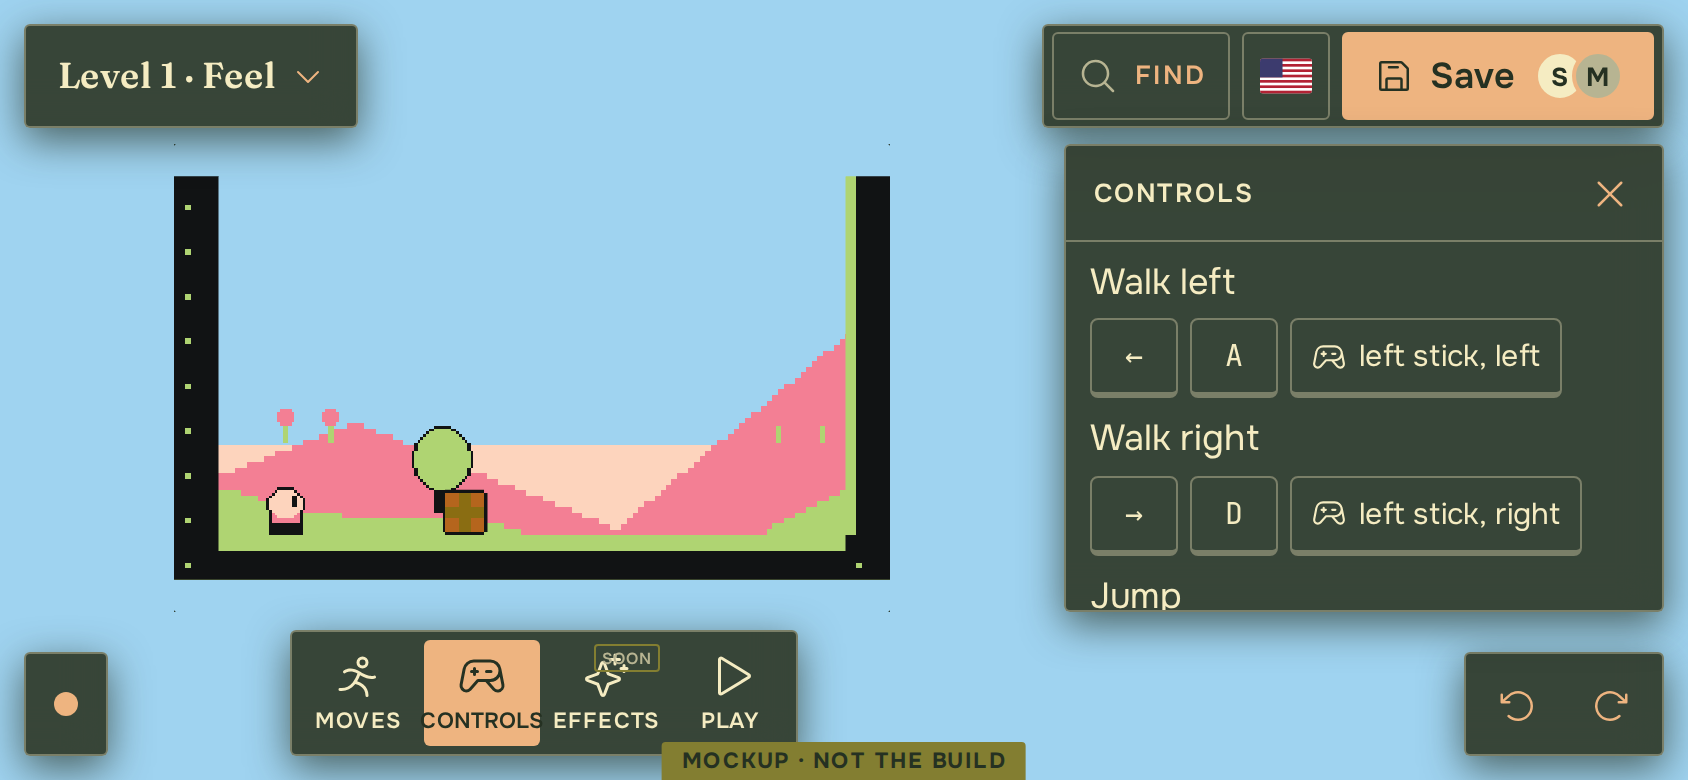 Level 1 · Feel
FIND
Save
S
M
CONTROLS
Walk left
←
A
left stick, left
Walk right
→
D
left stick, right
Jump
SOON
MOVES
CONTROLS
EFFECTS
PLAY
MOCKUP · NOT THE BUILD